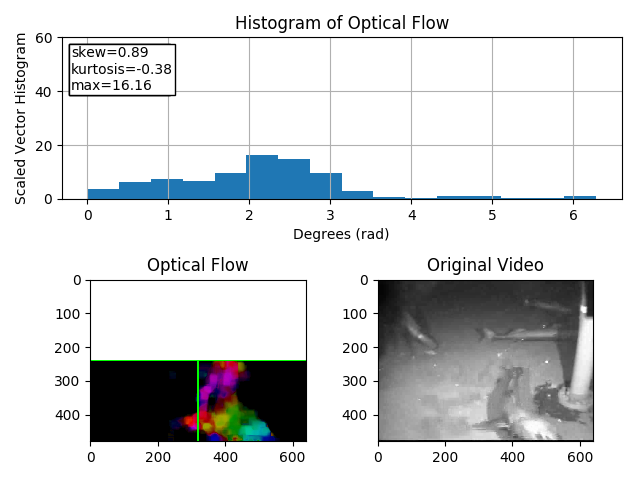 Histogram of Optical Flow
Scaled Vector Histogram
60
40
20
0
skew=0.89
kurtosis=-0.38
max=16.16
0 1 2 3 4 5 6
Degrees (rad)
Optical Flow
0
100
200
300
400
0 200 400 600
Original Video
0
100
200
300
400
0 200 400 600